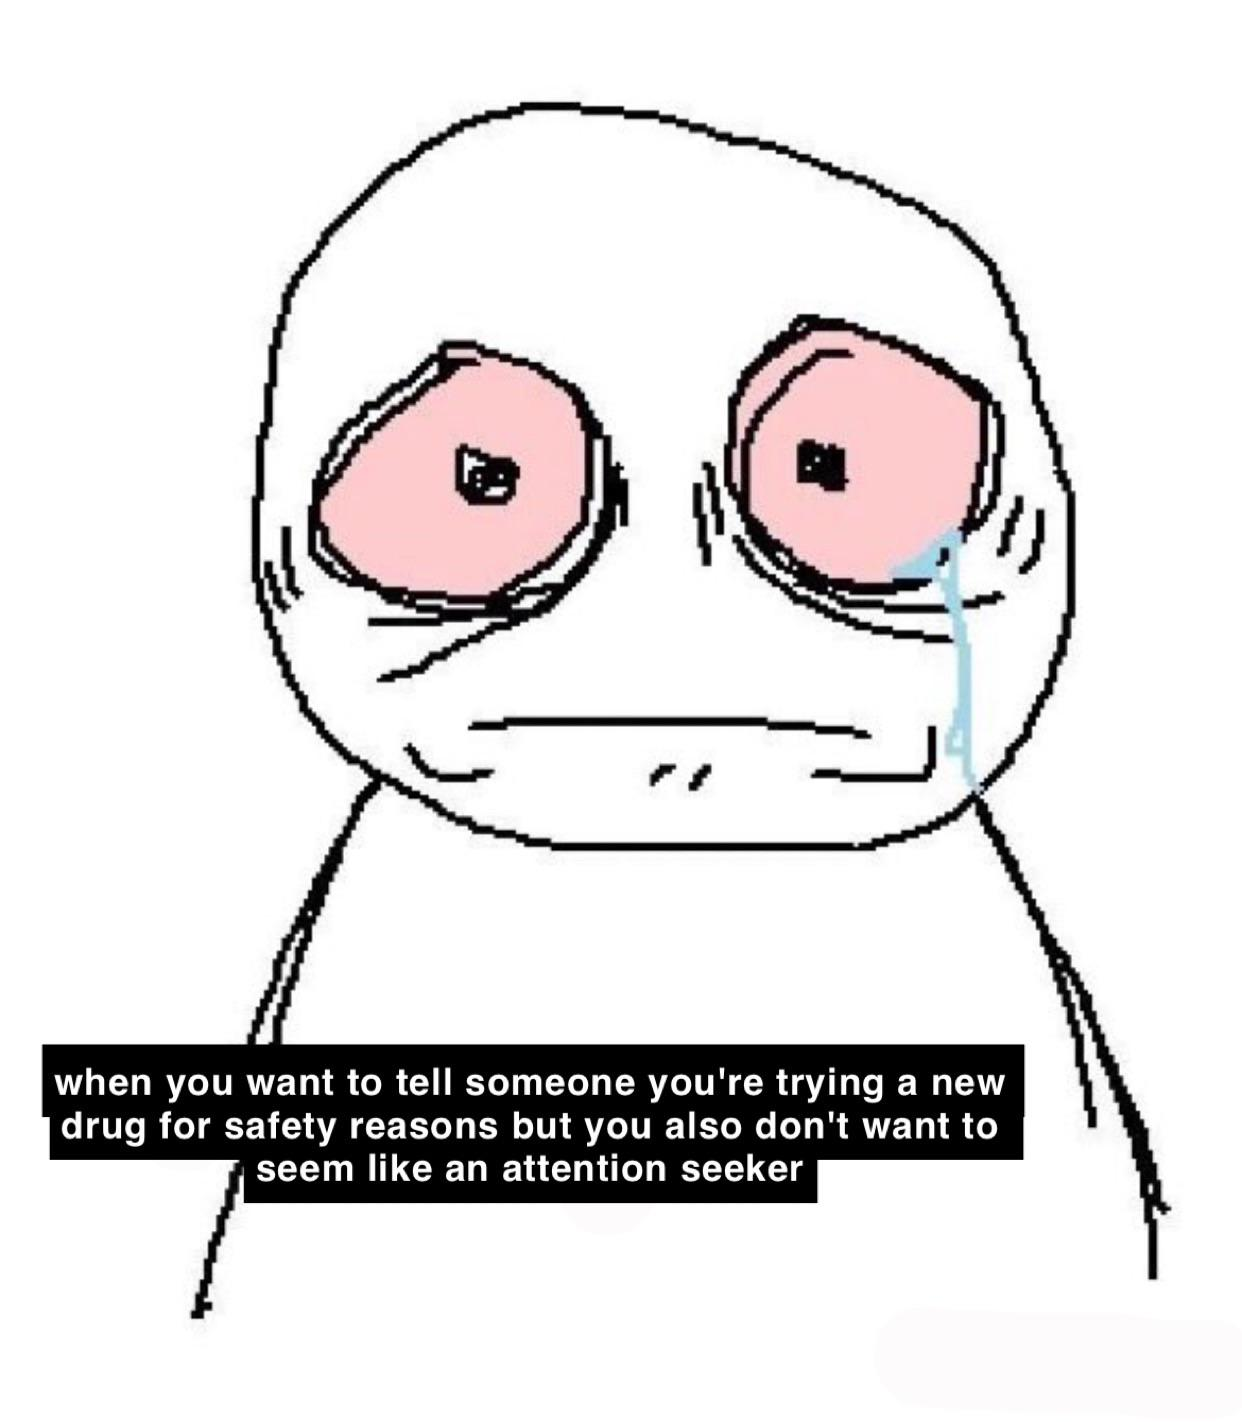 when you want to tell someone you're trying a new
drug for safety reasons but you also don't want to
seem like an attention seeker